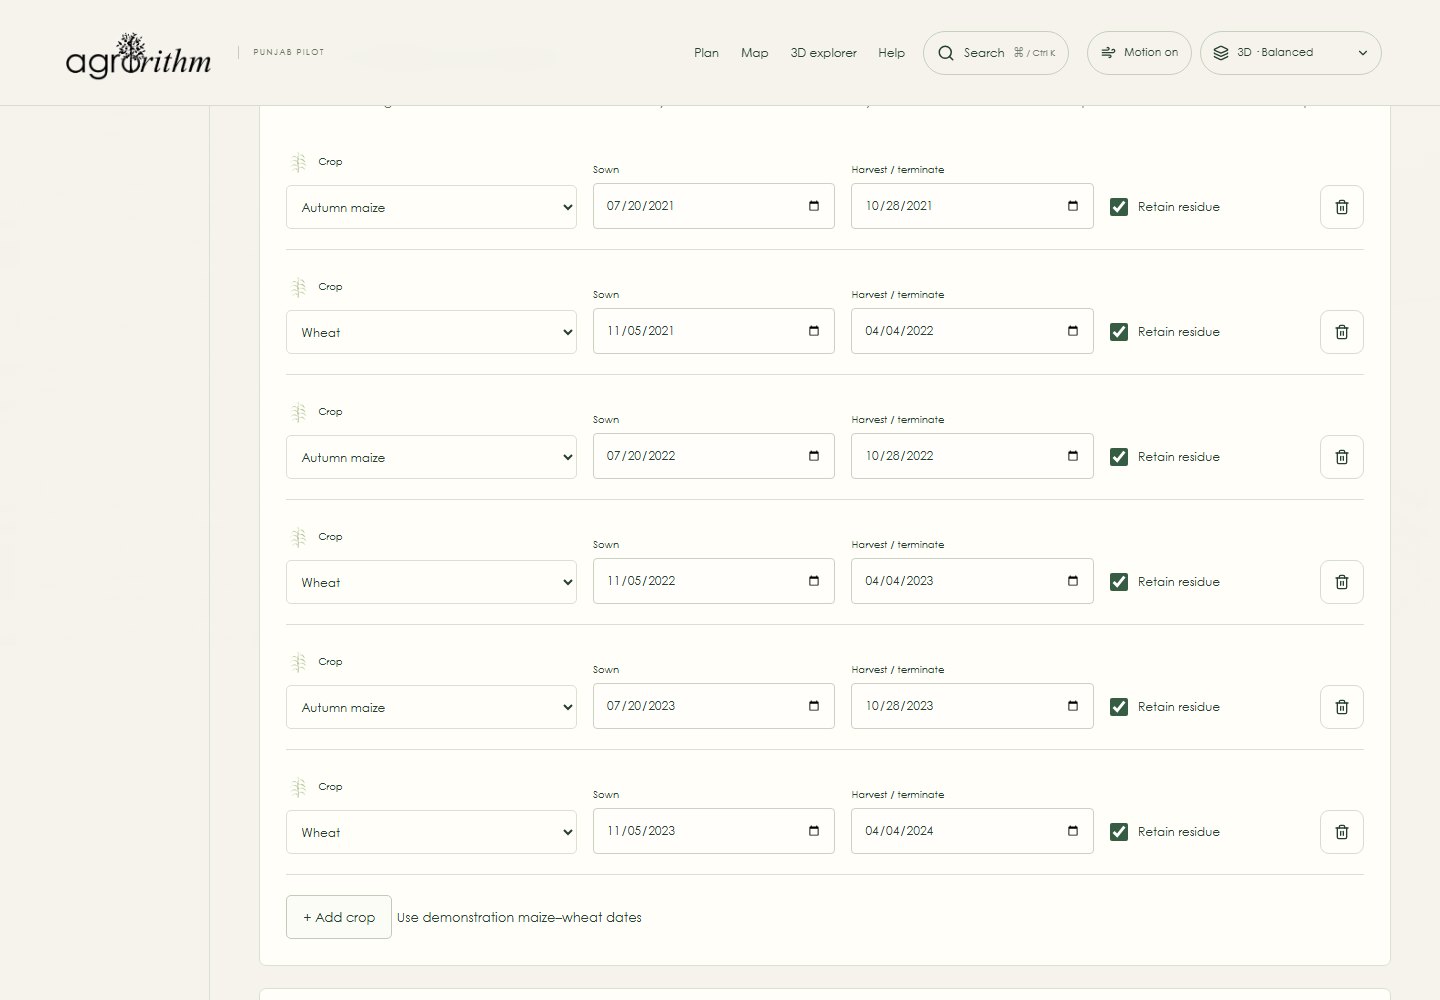 agrorithm
PUNJAB PILOT
Plan Map 3D explorer Help Search ⌘ / Ctrl K Motion on 3D · Balanced
Crop Sown Harvest / terminate
Autumn maize 07/20/2021 10/28/2021 Retain residue
Crop Sown Harvest / terminate
Wheat 11/05/2021 04/04/2022 Retain residue
Crop Sown Harvest / terminate
Autumn maize 07/20/2022 10/28/2022 Retain residue
Crop Sown Harvest / terminate
Wheat 11/05/2022 04/04/2023 Retain residue
Crop Sown Harvest / terminate
Autumn maize 07/20/2023 10/28/2023 Retain residue
Crop Sown Harvest / terminate
Wheat 11/05/2023 04/04/2024 Retain residue
+ Add crop Use demonstration maize–wheat dates